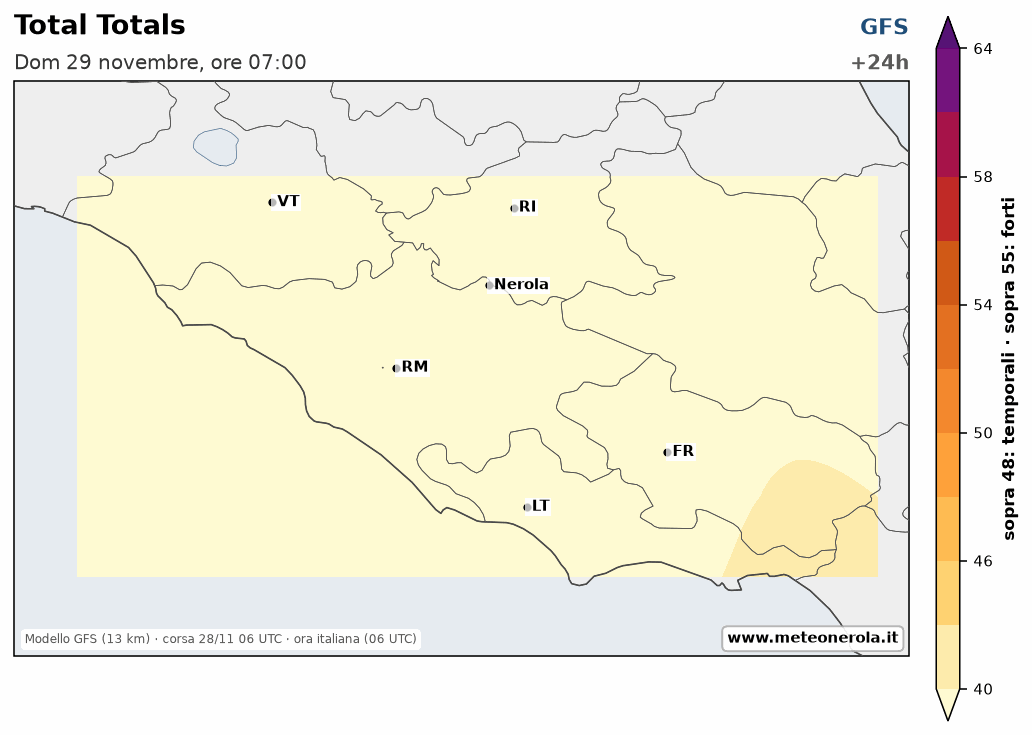 Total Totals
GFS
Dom 29 novembre, ore 07:00
+24h
VT
RI
Nerola
RM
FR
LT
Modello GFS (13 km) · corsa 28/11 06 UTC · ora italiana (06 UTC)
www.meteonerola.it
64
58
54
50
46
40
sopra 48: temporali · sopra 55: forti